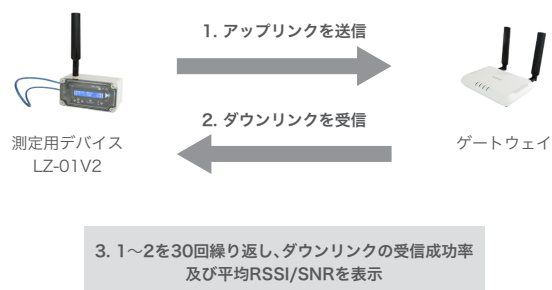 1. アップリンクを送信
2. ダウンリンクを受信
測定用デバイス
LZ-01V2
ゲートウェイ
3. 1〜2を30回繰り返し、ダウンリンクの受信成功率
及び平均RSSI/SNRを表示